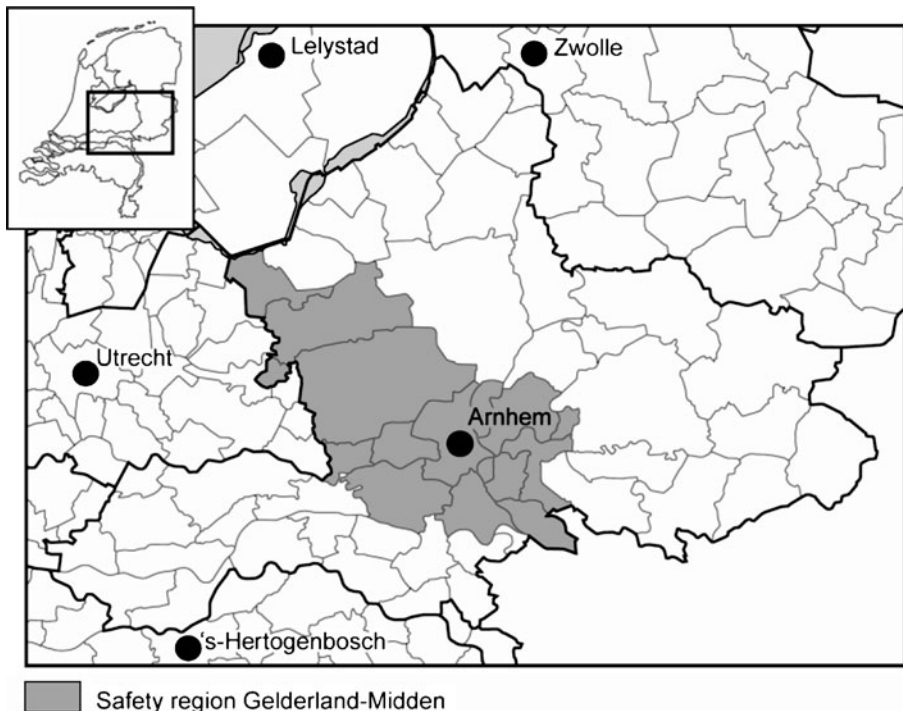 Lelystad
Zwolle
Utrecht
Arnhem
's-Hertogenbosch
Safety region Gelderland-Midden